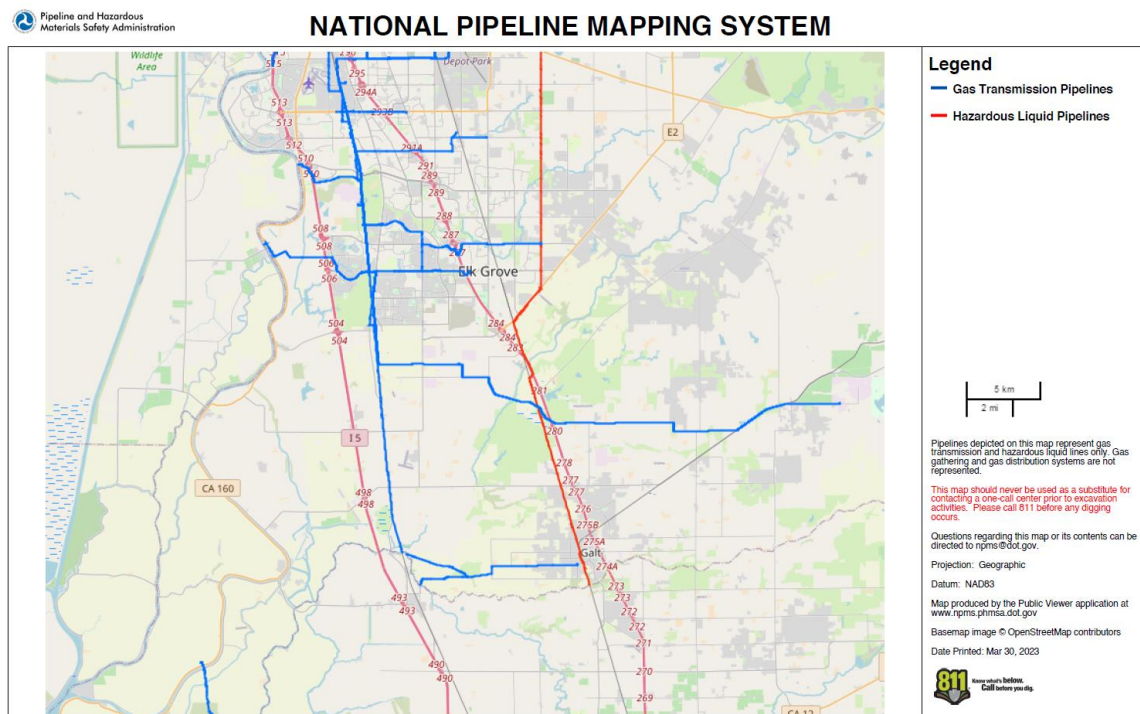 Pipeline and Hazardous
Materials Safety Administration
NATIONAL PIPELINE MAPPING SYSTEM
Wildlife
Area
515
295
Depot Park
294A
513
513
293B
E2
512
291A
510
291
289
289
288
508
287
508
506
506
Elk Grove
504
504
284
284
281
280
I 5
278
277
277
276
498
498
CA 160
275B
275A
Galt
274A
273
273
493
493
272
272
271
490
490
270
269
CA 12
Legend
Gas Transmission Pipelines
Hazardous Liquid Pipelines
5 km
2 mi
Pipelines depicted on this map represent gas
transmission and hazardous liquid lines only. Gas
gathering and gas distribution systems are not
represented.
This map should never be used as a substitute for
contacting a one-call center prior to excavation
activities. Please call 811 before any digging
occurs.
Questions regarding this map or its contents can be
directed to npms@dot.gov.
Projection: Geographic
Datum: NAD83
Map produced by the Public Viewer application at
www.npms.phmsa.dot.gov
Basemap image © OpenStreetMap contributors
Date Printed: Mar 30, 2023
811
Know what's below.
Call before you dig.